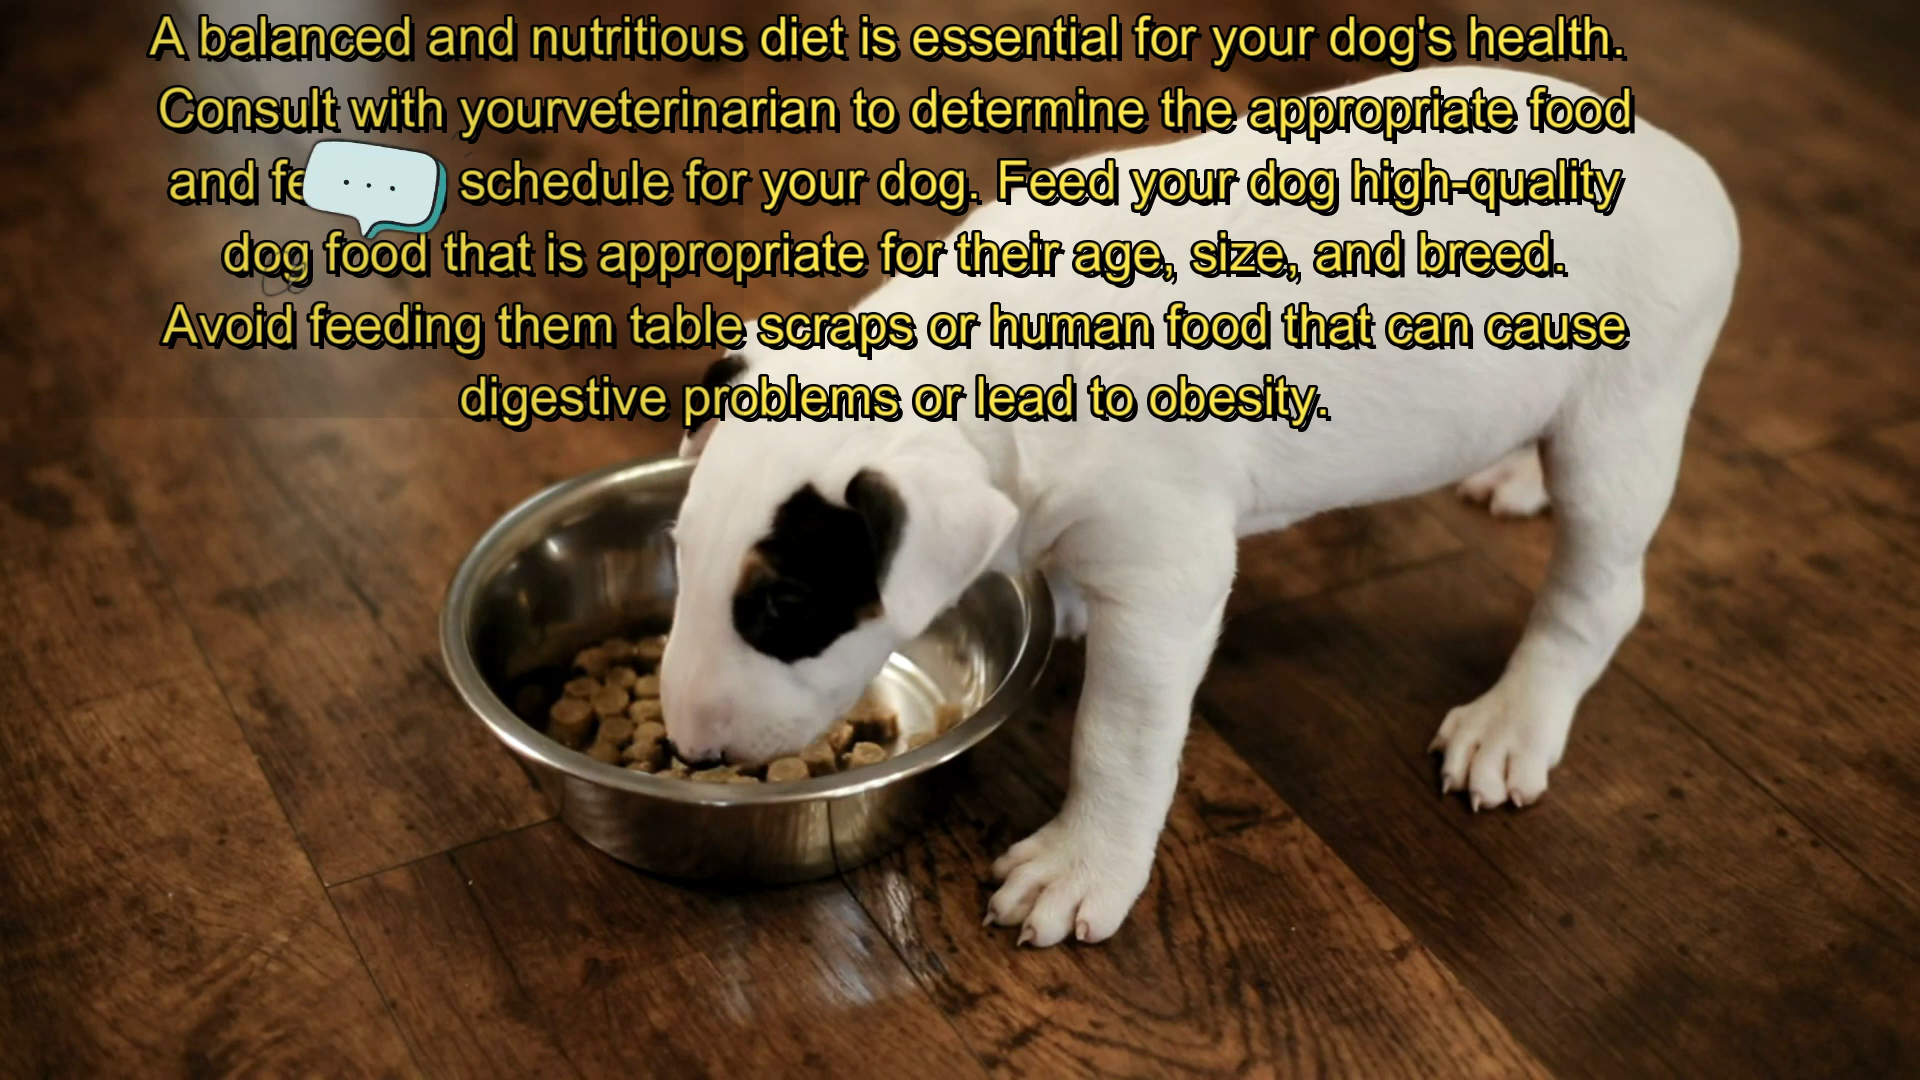 A balanced and nutritious diet is essential for your dog's health.
Consult with yourveterinarian to determine the appropriate food
and schedule for your dog. Feed your dog high-quality
dog food that is appropriate for their age, size, and breed.
Avoid feeding them table scraps or human food that can cause
digestive problems or lead to obesity.